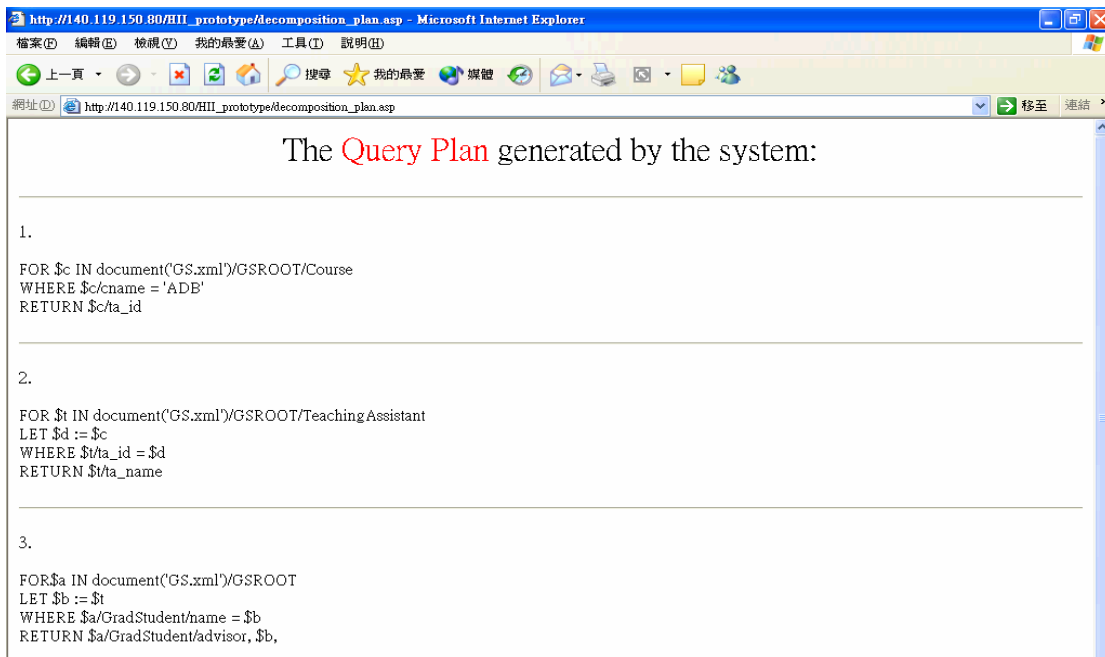 http://140.119.150.80/HII_prototype/decomposition_plan.asp - Microsoft Internet Explorer
檔案(F) 編輯(E) 檢視(V) 我的最愛(A) 工具(T) 說明(H)
上一頁 搜尋 我的最愛 媒體
網址(D) http://140.119.150.80/HII_prototype/decomposition_plan.asp 移至 連結
The Query Plan generated by the system:
1.
FOR $c IN document('GS.xml')/GSROOT/Course
WHERE $c/cname = 'ADB'
RETURN $c/ta_id
2.
FOR $t IN document('GS.xml')/GSROOT/TeachingAssistant
LET $d := $c
WHERE $t/ta_id = $d
RETURN $t/ta_name
3.
FOR$a IN document('GS.xml')/GSROOT
LET $b := $t
WHERE $a/GradStudent/name = $b
RETURN $a/GradStudent/advisor, $b,